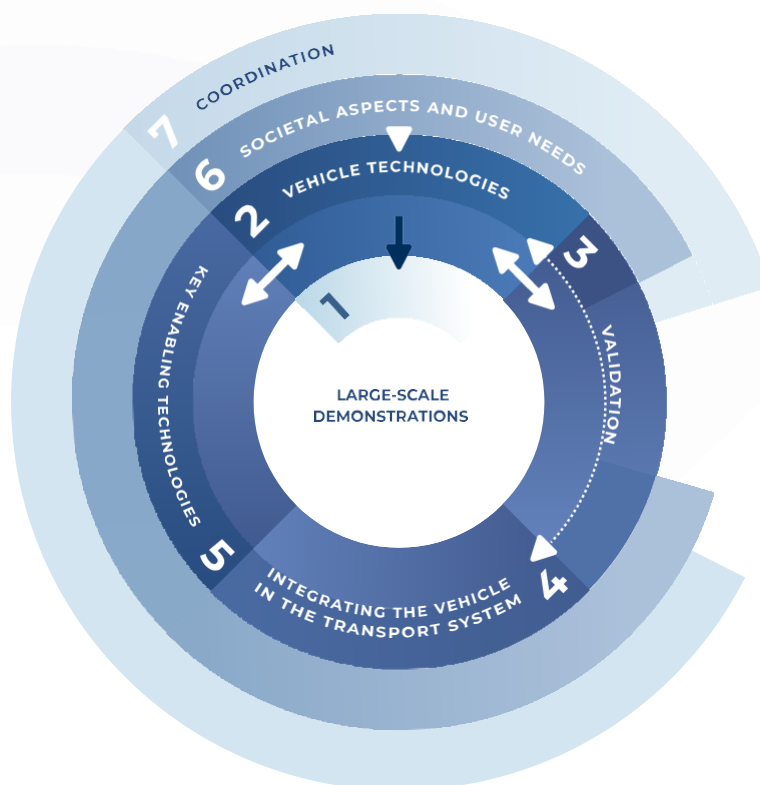 7 COORDINATION
6 SOCIETAL ASPECTS AND USER NEEDS
2 VEHICLE TECHNOLOGIES
3 VALIDATION
1
LARGE-SCALE
DEMONSTRATIONS
5 KEY ENABLING TECHNOLOGIES
4 INTEGRATING THE VEHICLE
IN THE TRANSPORT SYSTEM